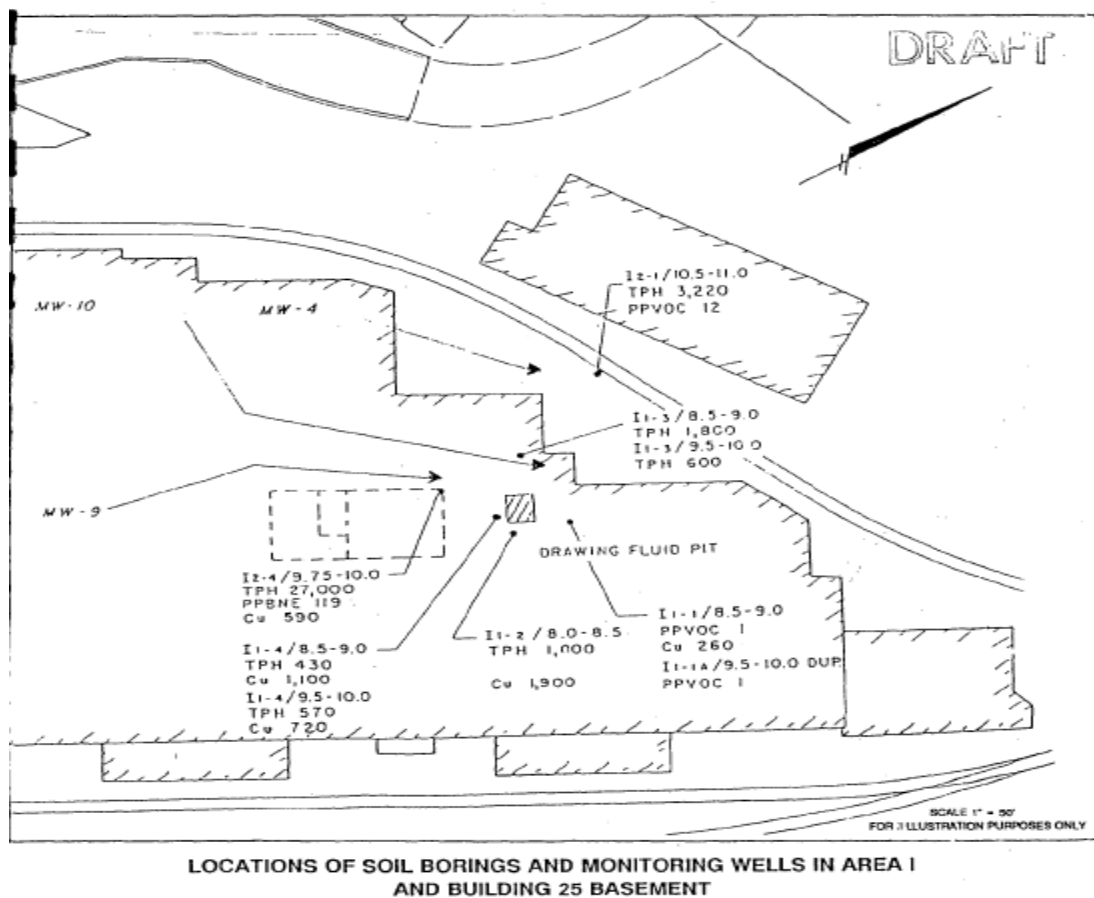 DRAFT
I2-1/10.5-11.0
TPH 3,220
PPVOC 12
MW-10
MW-4
I1-3/8.5-9.0
TPH 1,800
I1-3/9.5-10.0
TPH 600
MW-9
DRAWING FLUID PIT
I2-4/9.75-10.0
TPH 27,000
PPBNE 119
Cu 590
I1-4/8.5-9.0
TPH 430
Cu 1,100
I1-4/9.5-10.0
TPH 570
Cu 720
I1-2/8.0-8.5
TPH 1,000
Cu 1,900
I1-1/8.5-9.0
PPVOC 1
Cu 260
I1-1A/9.5-10.0 DUP.
PPVOC 1
SCALE 1" = 50'
FOR ILLUSTRATION PURPOSES ONLY
LOCATIONS OF SOIL BORINGS AND MONITORING WELLS IN AREA I
AND BUILDING 25 BASEMENT